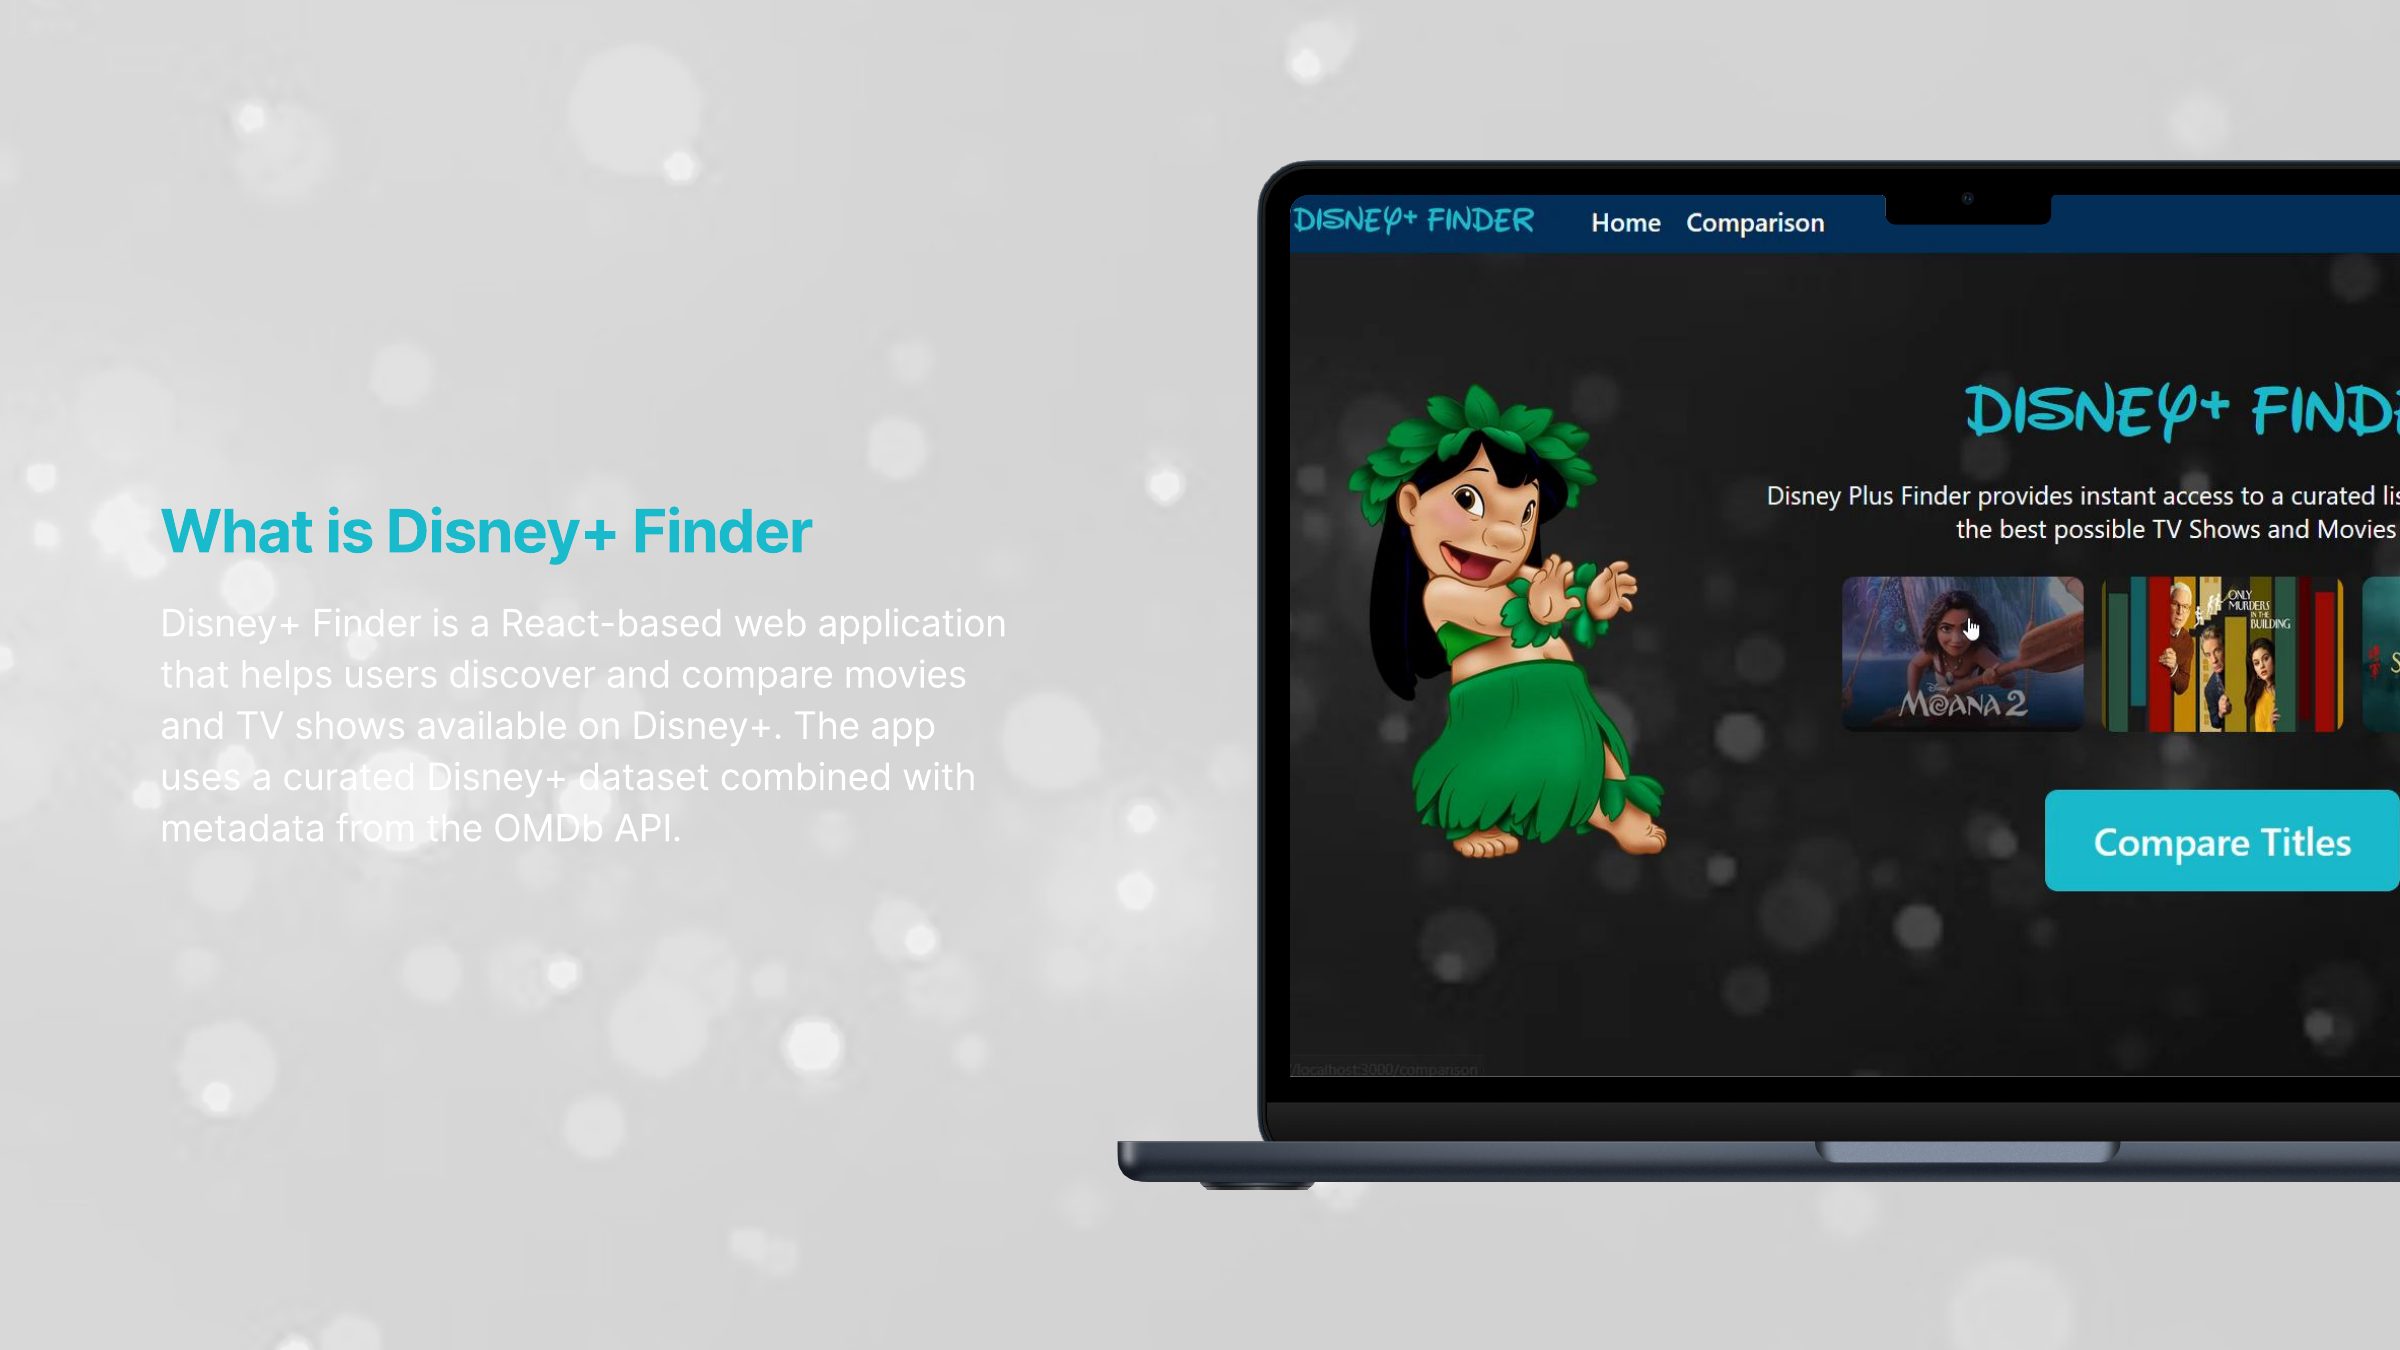 What is Disney+ Finder
Disney+ Finder is a React-based web application
that helps users discover and compare movies
and TV shows available on Disney+. The app
uses a curated Disney+ dataset combined with
metadata from the OMDb API.
DISNEY+ FINDER
Home
Comparison
DISNEY+
Disney Plus Finder provides instant access to a curated
the best possible TV Shows and Movies
Disney
MOANA 2
ONLY
MURDERS
IN THE
BUILDING
Compare Titles
/localhost:3000/comparison